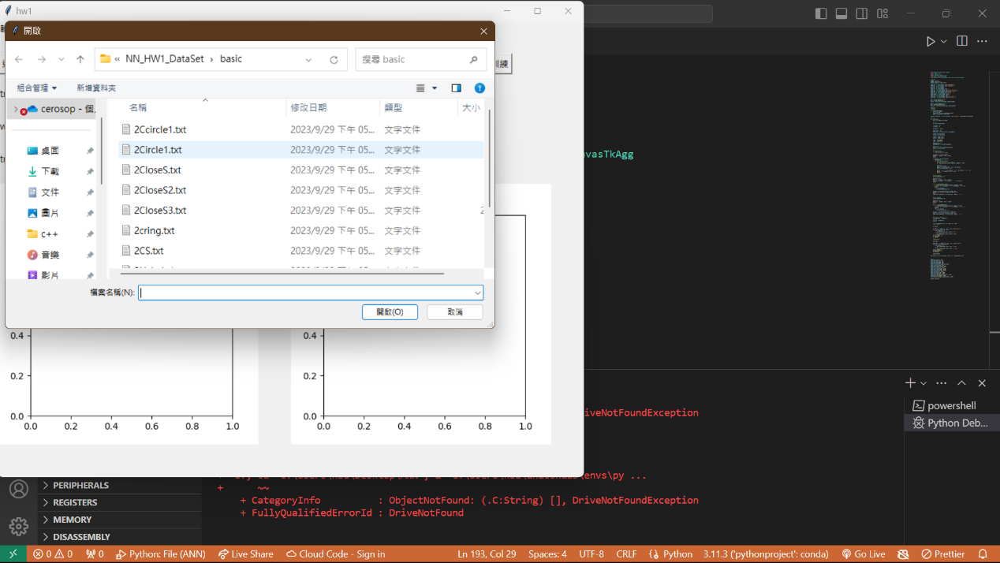 hw1
開啟
« NN_HW1_DataSet › basic
搜尋 basic
組合管理
新增資料夾
cerosop - 個
桌面
下載
文件
圖片
c++
音樂
影片
名稱 修改日期 類型 大小
2Ccircle1.txt 2023/9/29 下午 05... 文字文件
2Circle1.txt 2023/9/29 下午 05... 文字文件
2CloseS.txt 2023/9/29 下午 05... 文字文件
2CloseS2.txt 2023/9/29 下午 05... 文字文件
2CloseS3.txt 2023/9/29 下午 05... 文字文件
2cring.txt 2023/9/29 下午 05... 文字文件
2CS.txt 2023/9/29 下午 05... 文字文件
檔案名稱(N):
開啟(O) 取消
練
nvasTkAgg
0.4 0.4
0.2 0.2
0.0 0.0
0.0 0.2 0.4 0.6 0.8 1.0 0.0 0.2 0.4 0.6 0.8 1.0
iveNotFoundException
envs\py ...
+ ~~
+ CategoryInfo : ObjectNotFound: (.C:String) [], DriveNotFoundException
+ FullyQualifiedErrorId : DriveNotFound
powershell
Python Deb...
PERIPHERALS
REGISTERS
MEMORY
DISASSEMBLY
0 0 0 Python: File (ANN) Live Share Cloud Code - Sign in Ln 193, Col 29 Spaces: 4 UTF-8 CRLF Python 3.11.3 ('pythonproject': conda) Go Live Prettier